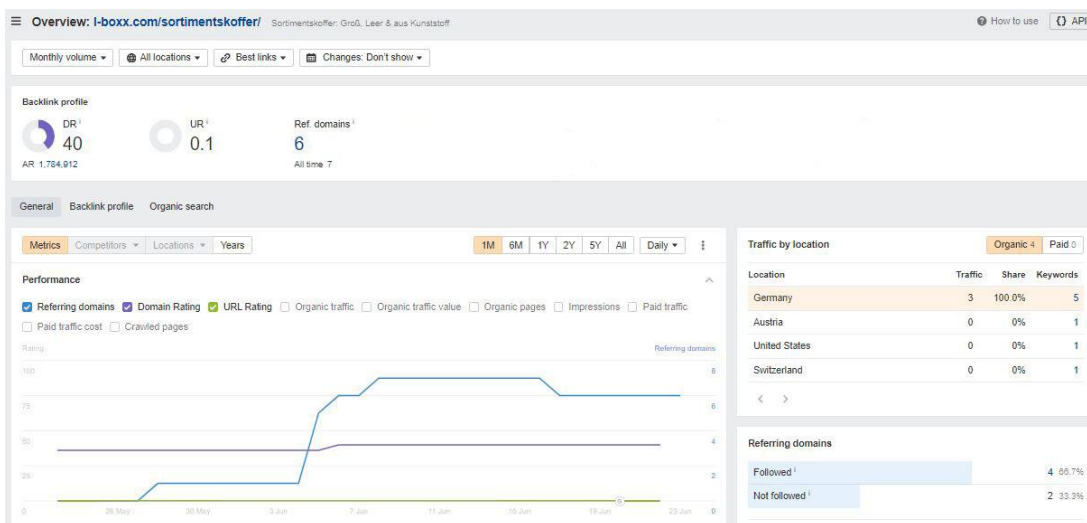 Overview: l-boxx.com/sortimentskoffer/ Sortimentskoffer: Groß, Leer & aus Kunststoff How to use {} API
Monthly volume All locations Best links Changes: Don't show
Backlink profile
DR UR Ref. domains
40 0.1 6
AR 1,784,912 All time 7
General Backlink profile Organic search
Metrics Competitors Locations Years 1M 6M 1Y 2Y 5Y All Daily
Performance
Referring domains Domain Rating URL Rating Organic traffic Organic traffic value Organic pages Impressions Paid traffic
Paid traffic cost Crawled pages
Rating Referring domains
100 8
75 6
50 4
25 2
0 26 May 30 May 3 Jun 7 Jun 11 Jun 15 Jun 19 Jun 23 Jun 0
G
Traffic by location Organic 4 Paid 0
Location Traffic Share Keywords
Germany 3 100.0% 5
Austria 0 0% 1
United States 0 0% 1
Switzerland 0 0% 1
Referring domains
Followed 4 66.7%
Not followed 2 33.3%